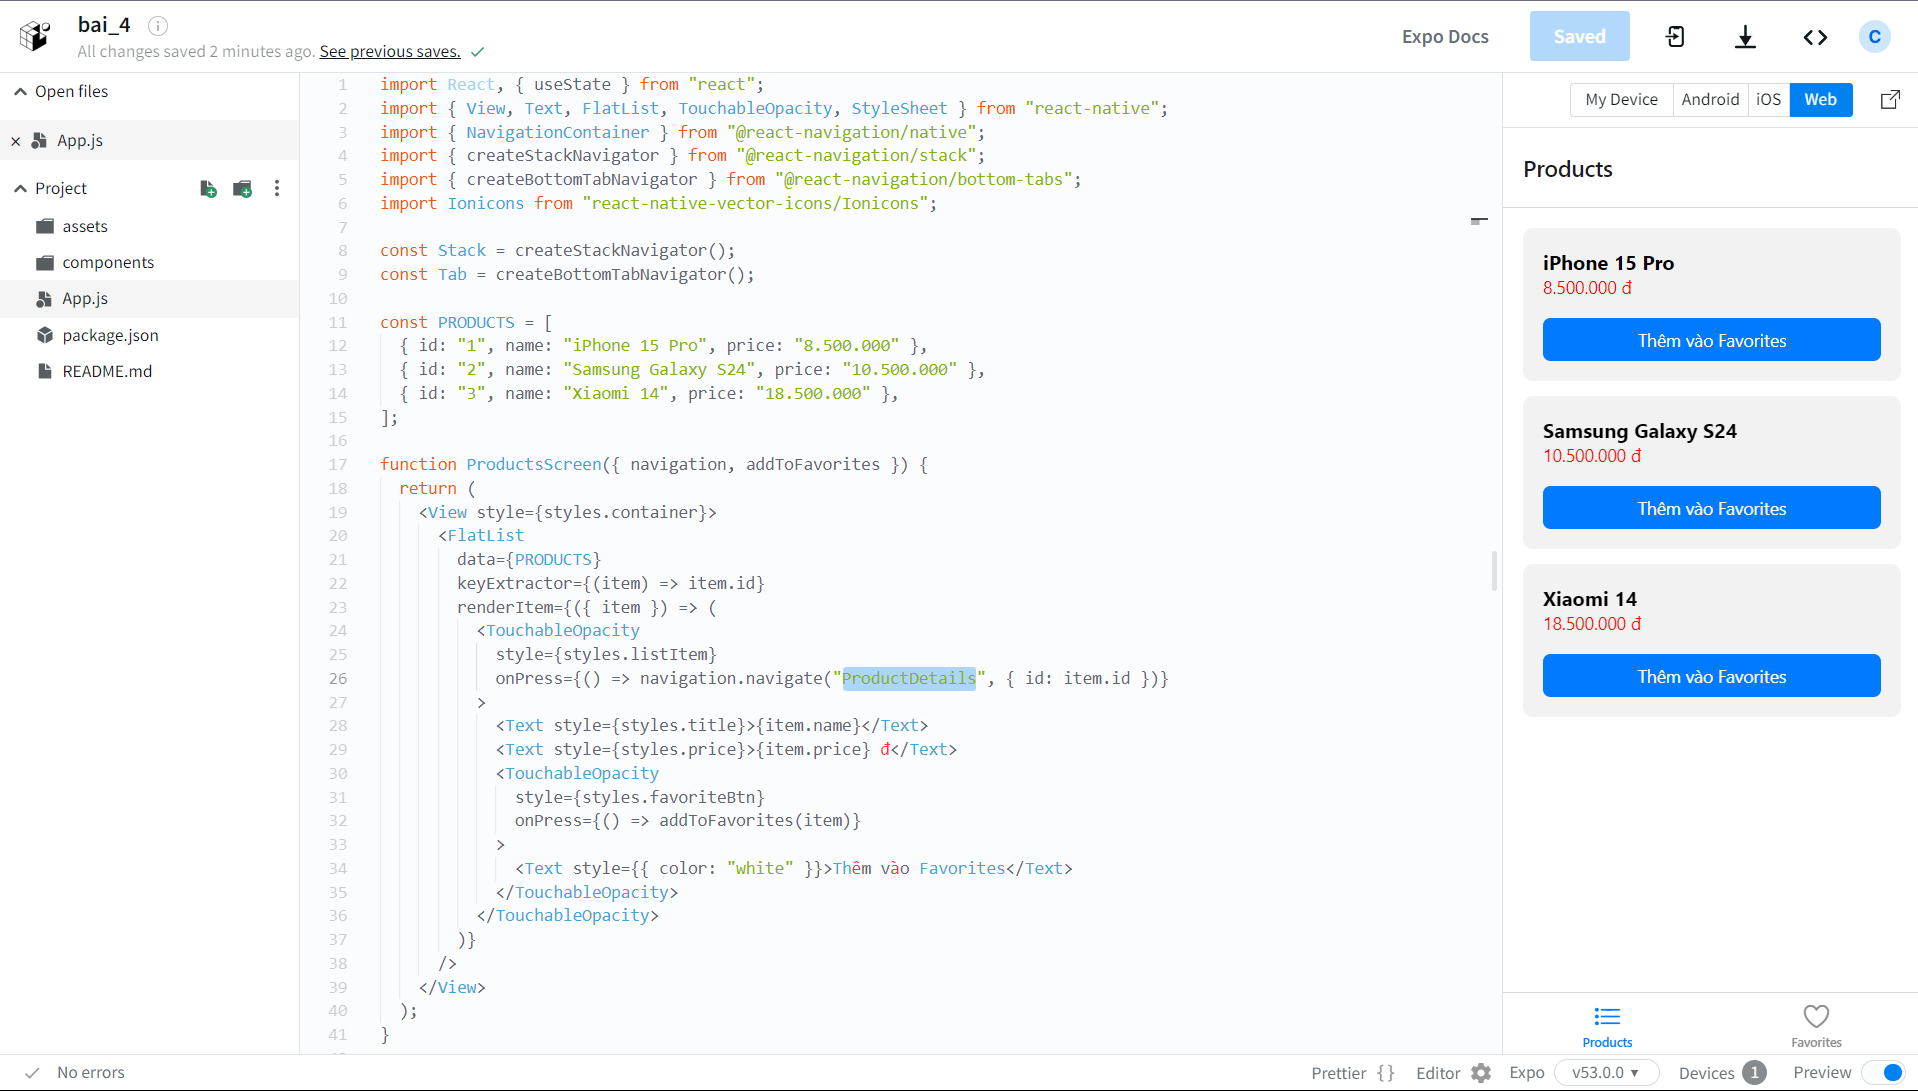 bai_4
All changes saved 2 minutes ago. See previous saves.
Expo Docs
Saved
C
Open files
App.js
Project
assets
components
App.js
package.json
README.md
1 import React, { useState } from "react";
2 import { View, Text, FlatList, TouchableOpacity, StyleSheet } from "react-native";
3 import { NavigationContainer } from "@react-navigation/native";
4 import { createStackNavigator } from "@react-navigation/stack";
5 import { createBottomTabNavigator } from "@react-navigation/bottom-tabs";
6 import Ionicons from "react-native-vector-icons/Ionicons";
7
8 const Stack = createStackNavigator();
9 const Tab = createBottomTabNavigator();
10
11 const PRODUCTS = [
12 { id: "1", name: "iPhone 15 Pro", price: "8.500.000" },
13 { id: "2", name: "Samsung Galaxy S24", price: "10.500.000" },
14 { id: "3", name: "Xiaomi 14", price: "18.500.000" },
15 ];
16
17 function ProductsScreen({ navigation, addToFavorites }) {
18 return (
19 <View style={styles.container}>
20 <FlatList
21 data={PRODUCTS}
22 keyExtractor={(item) => item.id}
23 renderItem={({ item }) => (
24 <TouchableOpacity
25 style={styles.listItem}
26 onPress={() => navigation.navigate("ProductDetails", { id: item.id })}
27 >
28 <Text style={styles.title}>{item.name}</Text>
29 <Text style={styles.price}>{item.price} đ</Text>
30 <TouchableOpacity
31 style={styles.favoriteBtn}
32 onPress={() => addToFavorites(item)}
33 >
34 <Text style={{ color: "white" }}>Thêm vào Favorites</Text>
35 </TouchableOpacity>
36 </TouchableOpacity>
37 )}
38 />
39 </View>
40 );
41 }
My Device
Android
iOS
Web
Products
iPhone 15 Pro
8.500.000 đ
Thêm vào Favorites
Samsung Galaxy S24
10.500.000 đ
Thêm vào Favorites
Xiaomi 14
18.500.000 đ
Thêm vào Favorites
Products
Favorites
No errors
Prettier {}
Editor
Expo
v53.0.0
Devices 1
Preview